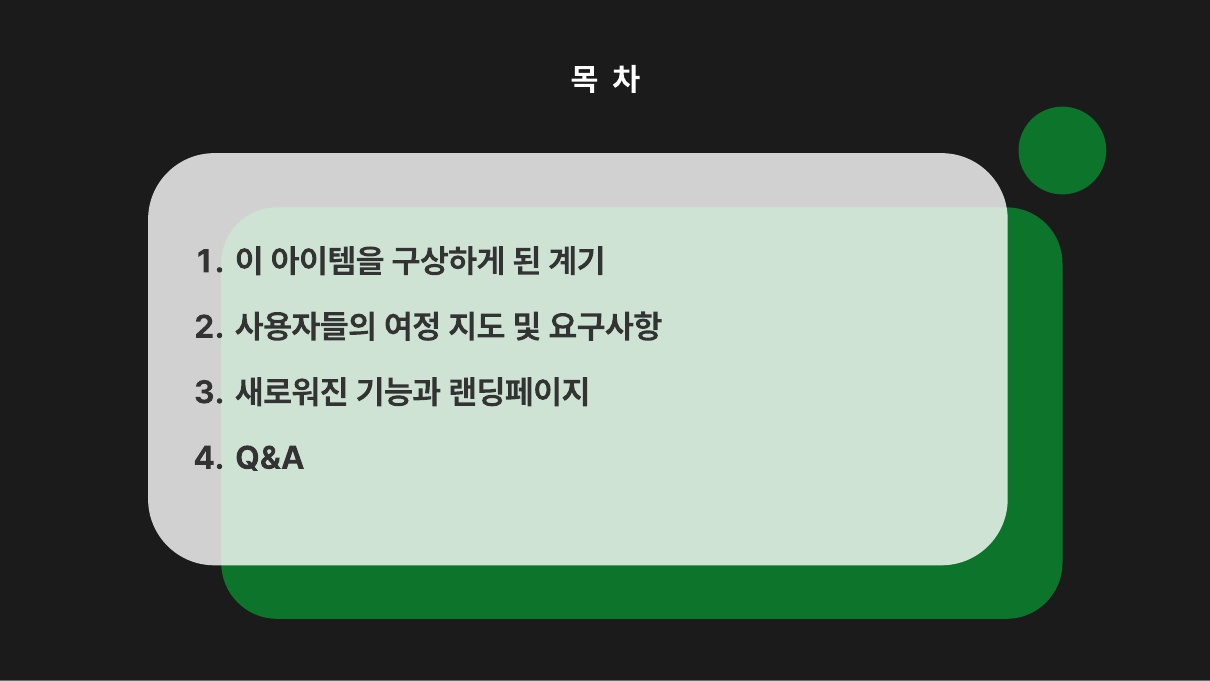 목 차
1. 이 아이템을 구상하게 된 계기
2. 사용자들의 여정 지도 및 요구사항
3. 새로워진 기능과 랜딩페이지
4. Q&A